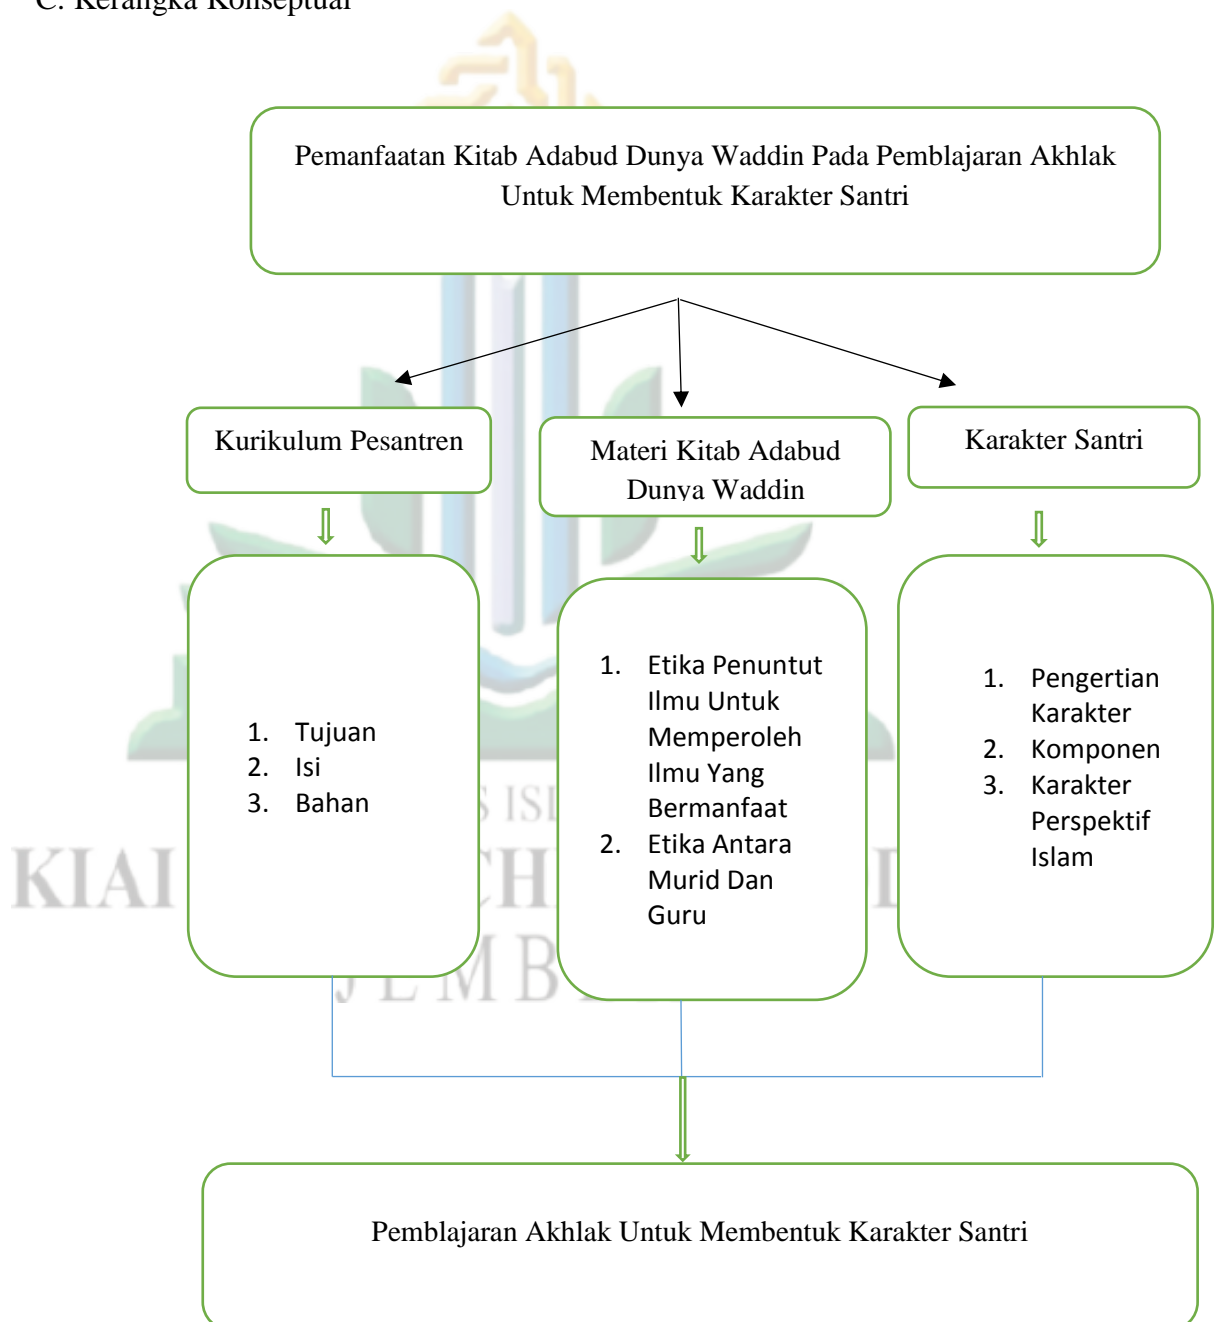 C. Kerangka Konseptual
Pemanfaatan Kitab Adabud Dunya Waddin Pada Pemblajaran Akhlak
Untuk Membentuk Karakter Santri
Kurikulum Pesantren
Materi Kitab Adabud
Dunya Waddin
Karakter Santri
1. Tujuan
2. Isi
3. Bahan
1. Etika Penuntut
Ilmu Untuk
Memperoleh
Ilmu Yang
Bermanfaat
2. Etika Antara
Murid Dan
Guru
1. Pengertian
Karakter
2. Komponen
3. Karakter
Perspektif
Islam
KIAI
Pemblajaran Akhlak Untuk Membentuk Karakter Santri